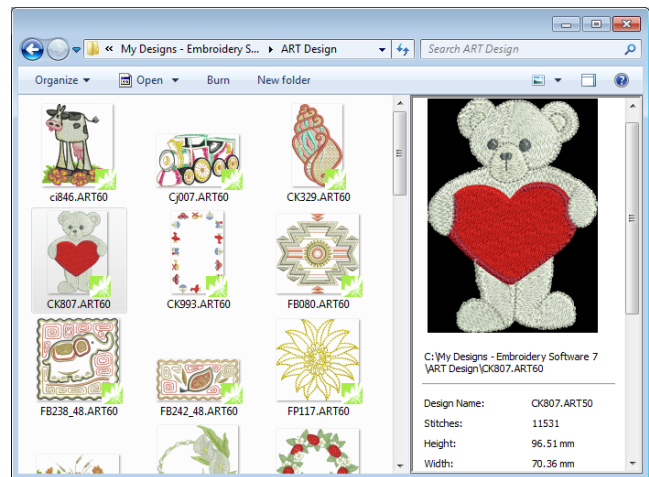 « My Designs - Embroidery S... ▸ ART Design
Search ART Design
Organize
Open
Burn
New folder
ci846.ART60
Cj007.ART60
CK329.ART60
CK807.ART60
CK993.ART60
FB080.ART60
FB238_48.ART60
FB242_48.ART60
FP117.ART60
C:\My Designs - Embroidery Software 7
\ART Design\CK807.ART60
Design Name: CK807.ART50
Stitches: 11531
Height: 96.51 mm
Width: 70.36 mm